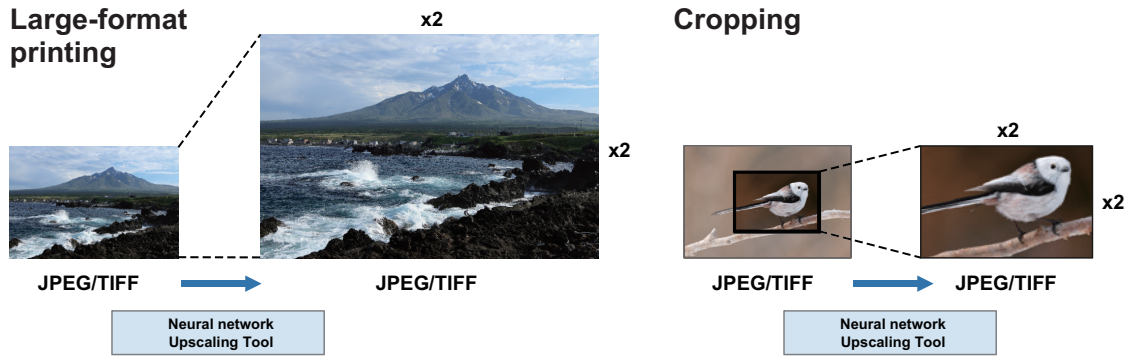 Large-format
printing
x2
x2
JPEG/TIFF
JPEG/TIFF
Neural network
Upscaling Tool
Cropping
x2
x2
JPEG/TIFF
JPEG/TIFF
Neural network
Upscaling Tool